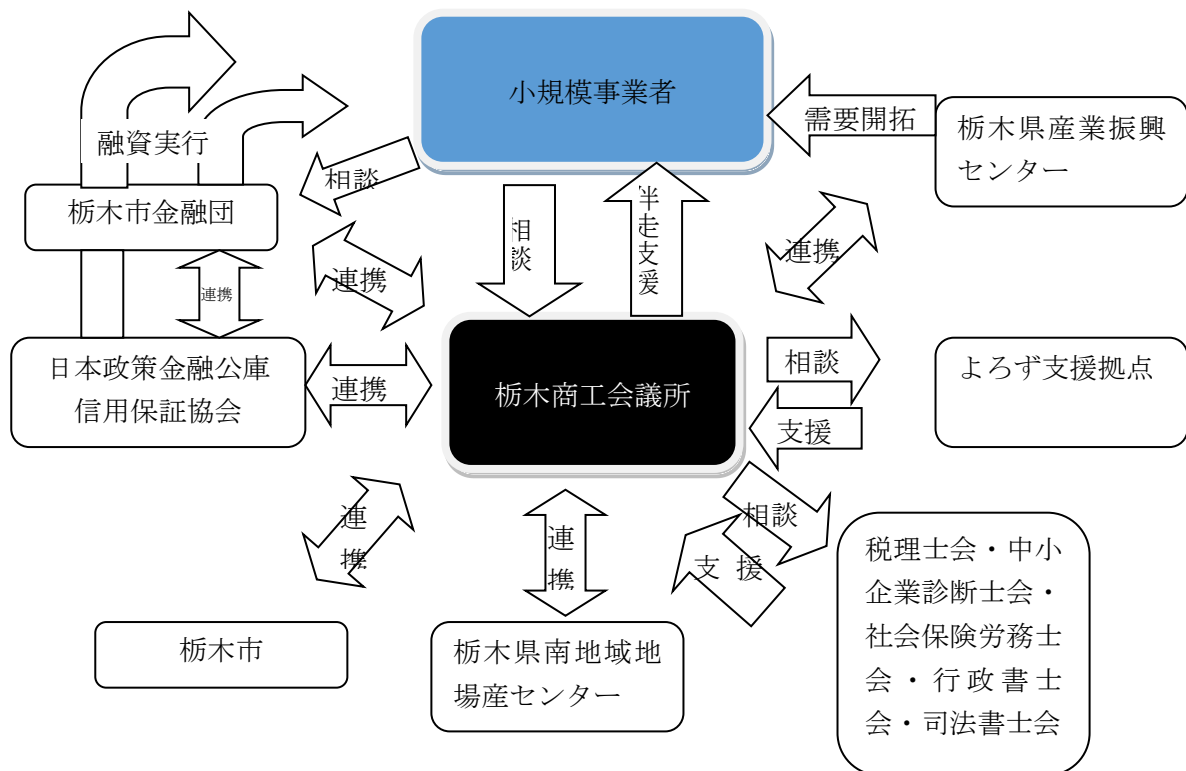 小規模事業者
需要開拓
栃木県産業振興
センター
融資実行
相談
栃木市金融団
相談
半走支援
連携
連携
連携
日本政策金融公庫
信用保証協会
連携
栃木商工会議所
相談
支援
よろず支援拠点
連携
連携
相談
支援
税理士会・中小
企業診断士会・
社会保険労務士
会・行政書士
会・司法書士会
栃木市
栃木県南地域地
場産センター